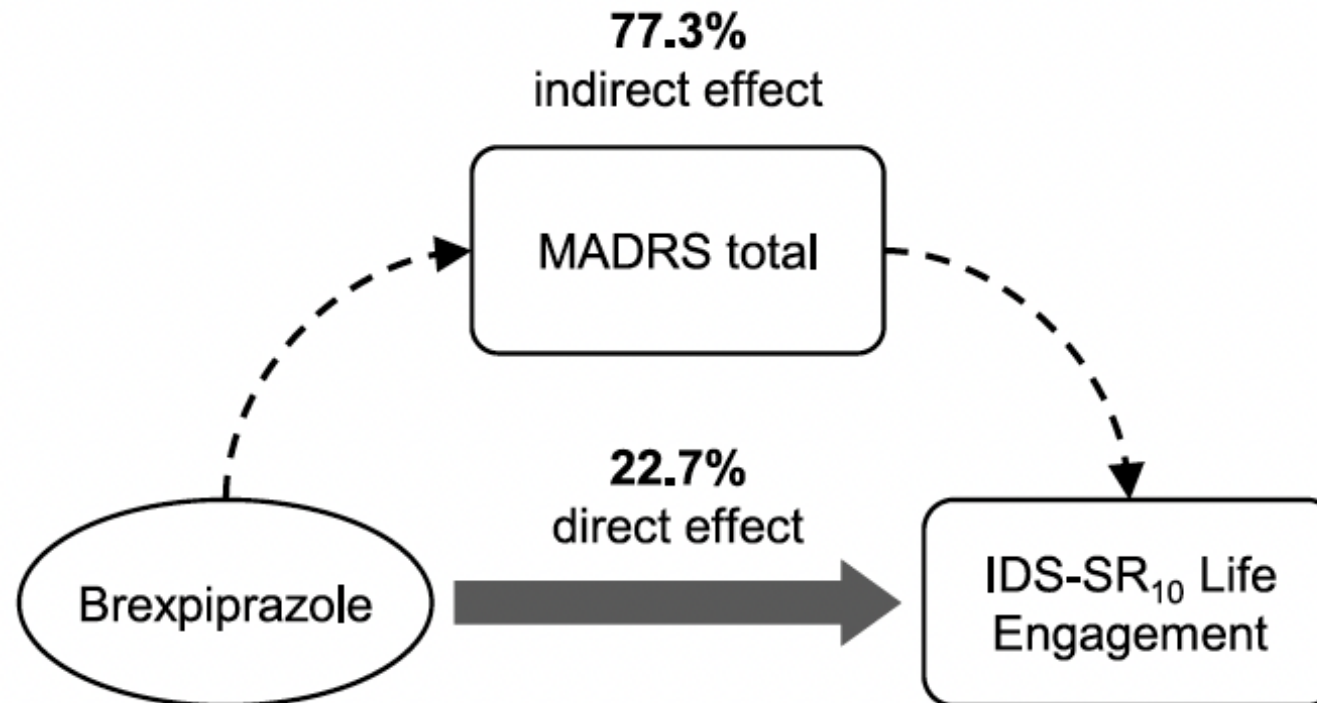 77.3%
indirect effect
MADRS total
22.7%
direct effect
Brexpiprazole
IDS-SR₁₀ Life
Engagement